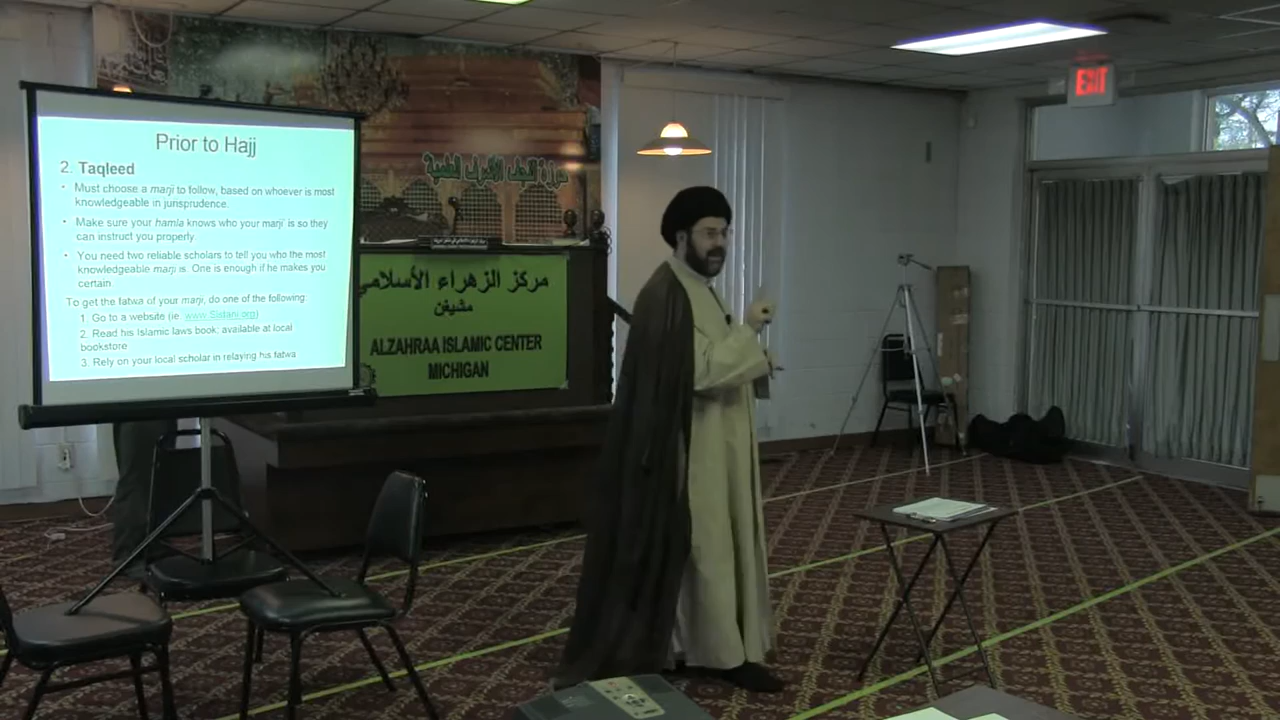 Prior to Hajj
2. Taqleed
• Must choose a marji to follow, based on whoever is most
knowledgeable in jurisprudence.
• Make sure your hamla knows who your marji' is so they
can instruct you properly.
• You need two reliable scholars to tell you who the most
knowledgeable marji is. One is enough if he makes you
certain
To get the fatwa of your marji, do one of the following:
1. Go to a website (ie. www.Sistani.org)
2. Read his Islamic laws book: available at local
bookstore
3. Rely on your local scholar in relaying his fatwa
حوزة النجف الأشرف العلمية
مركز الزهراء الأسلامي
مشيغن
ALZAHRAA ISLAMIC CENTER
MICHIGAN
EXIT